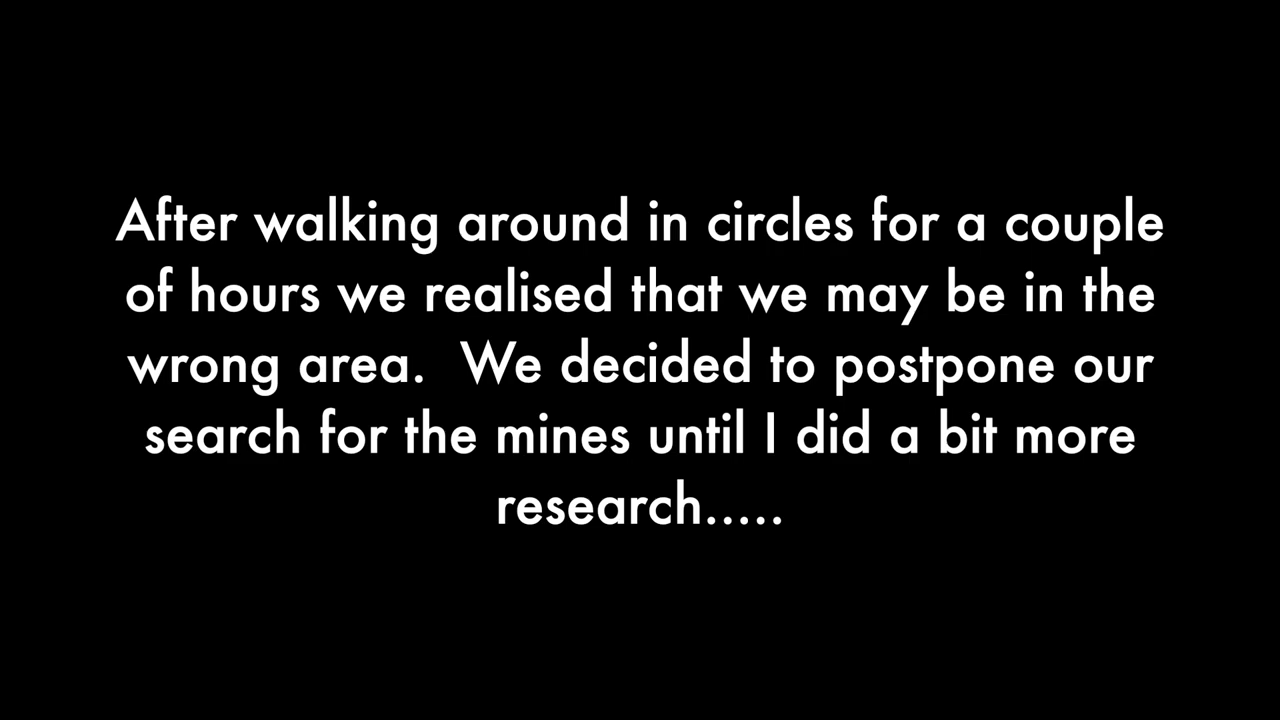 After walking around in circles for a couple
of hours we realised that we may be in the
wrong area.  We decided to postpone our
search for the mines until I did a bit more
research.....